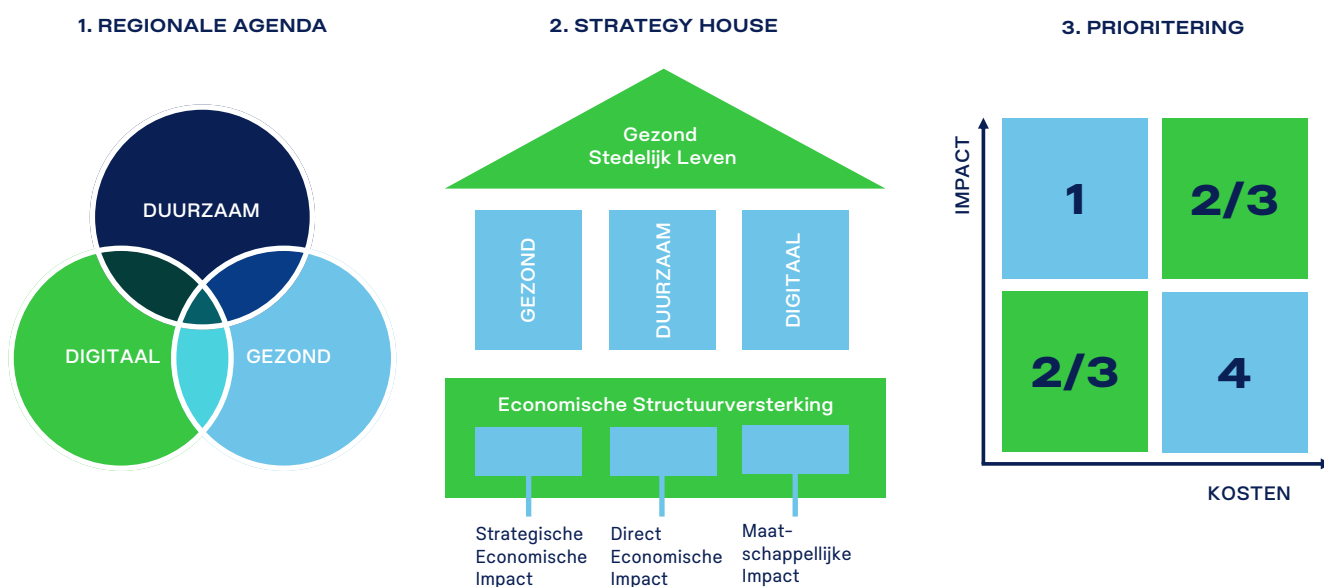 1. REGIONALE AGENDA
DUURZAAM
DIGITAAL
GEZOND
2. STRATEGY HOUSE
Gezond
Stedelijk Leven
GEZOND
DUURZAAM
DIGITAAL
Economische Structuurversterking
Strategische
Economische
Impact
Direct
Economische
Impact
Maat-
schappelijke
Impact
3. PRIORITERING
IMPACT
1
2/3
2/3
4
KOSTEN